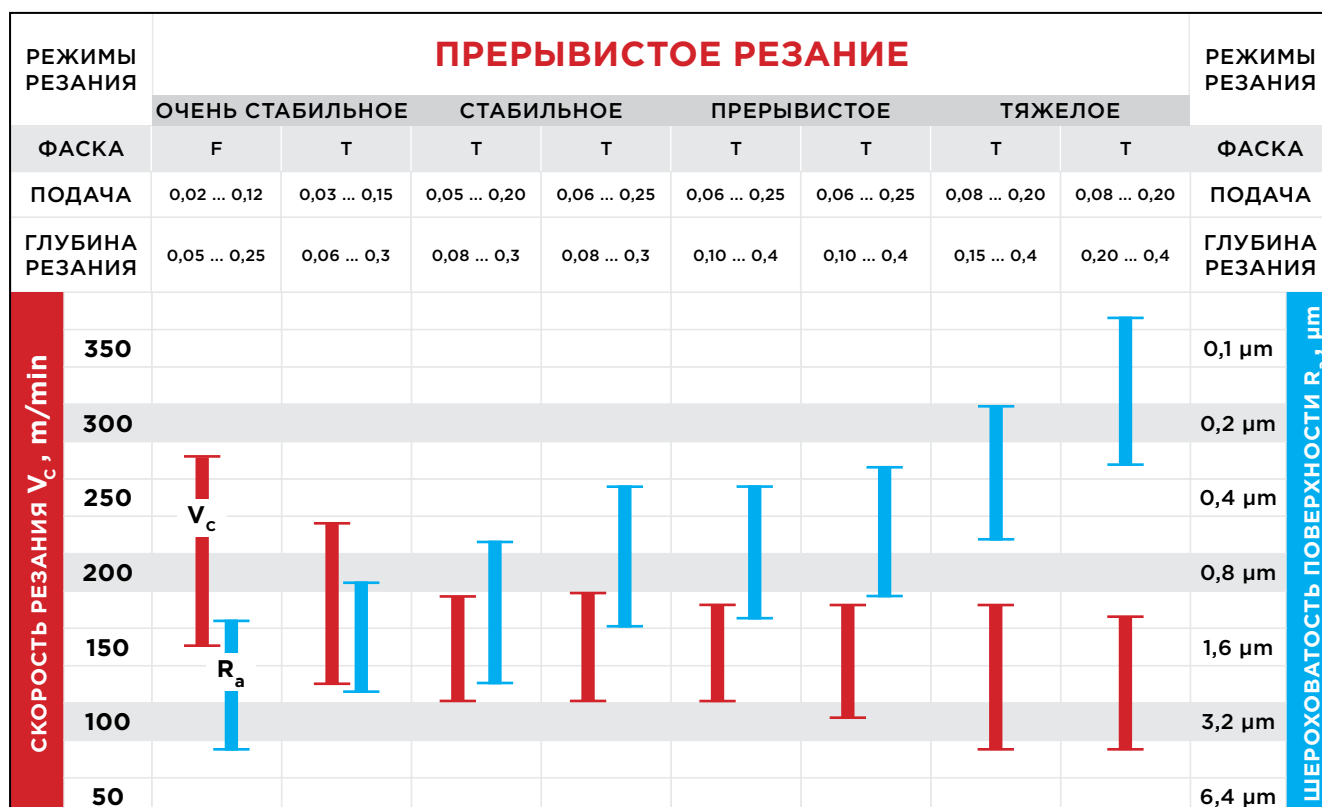 РЕЖИМЫ РЕЗАНИЯ
ПРЕРЫВИСТОЕ РЕЗАНИЕ
РЕЖИМЫ РЕЗАНИЯ
ОЧЕНЬ СТАБИЛЬНОЕ СТАБИЛЬНОЕ ПРЕРЫВИСТОЕ ТЯЖЕЛОЕ
ФАСКА F T T T T T T T ФАСКА
ПОДАЧА 0,02 ... 0,12 0,03 ... 0,15 0,05 ... 0,20 0,06 ... 0,25 0,06 ... 0,25 0,06 ... 0,25 0,08 ... 0,20 0,08 ... 0,20 ПОДАЧА
ГЛУБИНА РЕЗАНИЯ 0,05 ... 0,25 0,06 ... 0,3 0,08 ... 0,3 0,08 ... 0,3 0,10 ... 0,4 0,10 ... 0,4 0,15 ... 0,4 0,20 ... 0,4 ГЛУБИНА РЕЗАНИЯ
СКОРОСТЬ РЕЗАНИЯ Vc , m/min
350 0,1 µm
300 0,2 µm
250 0,4 µm
Vc
200 0,8 µm
150 1,6 µm
Ra
100 3,2 µm
50 6,4 µm
ШЕРОХОВАТОСТЬ ПОВЕРХНОСТИ Ra , µm